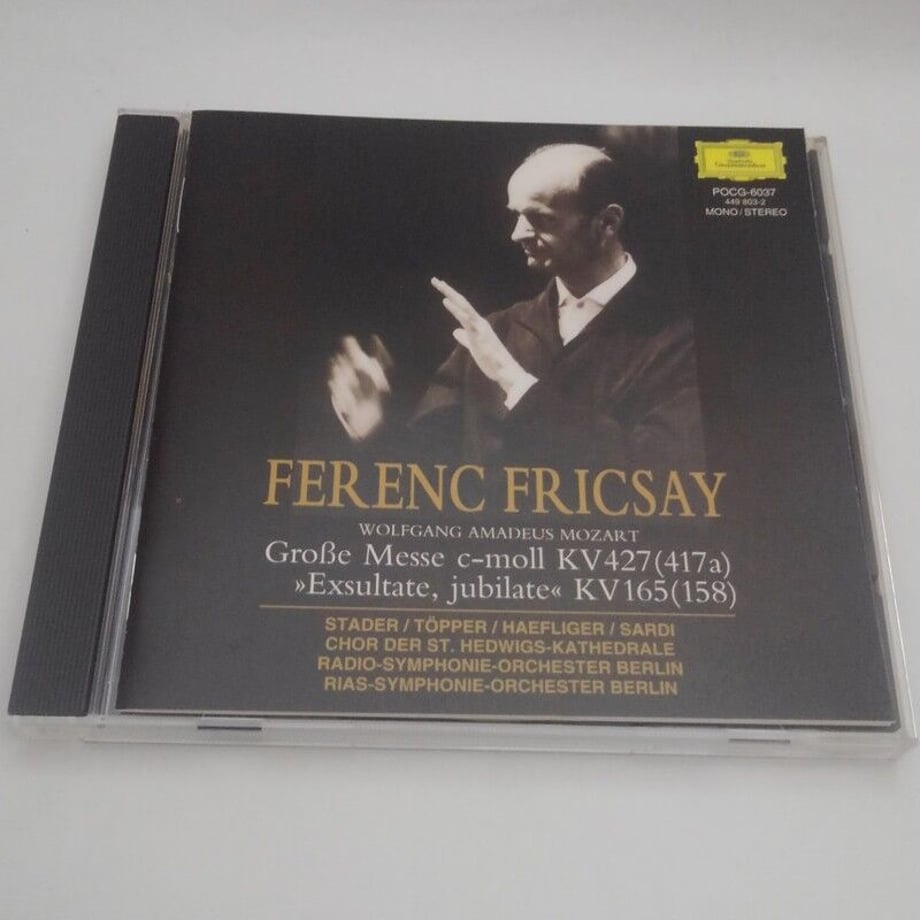 Deutsche
Grammophon
POCG-6037
449 803-2
MONO/STEREO
FERENC FRICSAY
WOLFGANG AMADEUS MOZART
Große Messe c-moll KV427(417a)
»Exsultate, jubilate« KV165(158)
STADER / TÖPPER / HAEFLIGER / SARDI
CHOR DER ST. HEDWIGS-KATHEDRALE
RADIO-SYMPHONIE-ORCHESTER BERLIN
RIAS-SYMPHONIE-ORCHESTER BERLIN